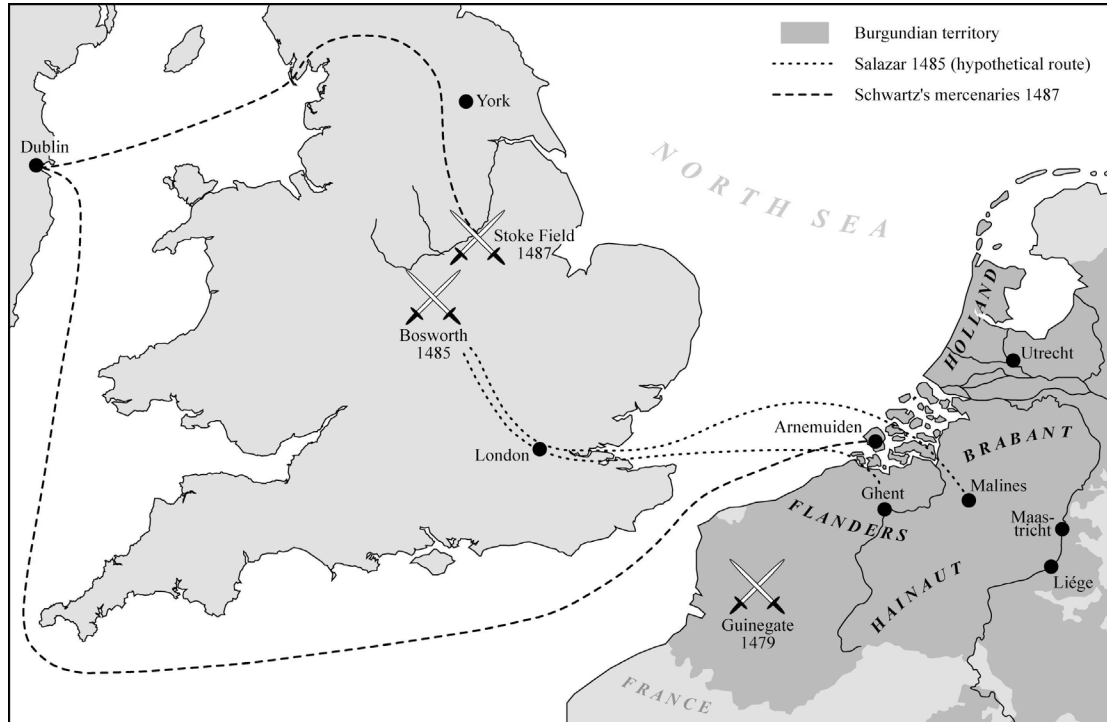 Burgundian territory
Salazar 1485 (hypothetical route)
Schwartz's mercenaries 1487
York
Dublin
NORTH SEA
Stoke Field
1487
Bosworth
1485
HOLLAND
Utrecht
Arnemuiden
BRABANT
London
Ghent
Malines
FLANDERS
Maas-
tricht
Liége
HAINAUT
Guinegate
1479
FRANCE